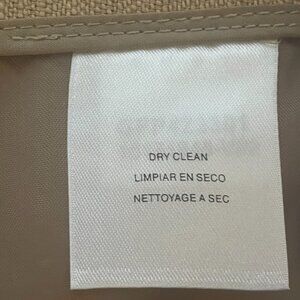 DRY CLEAN
LIMPIAR EN SECO
NETTOYAGE A SEC